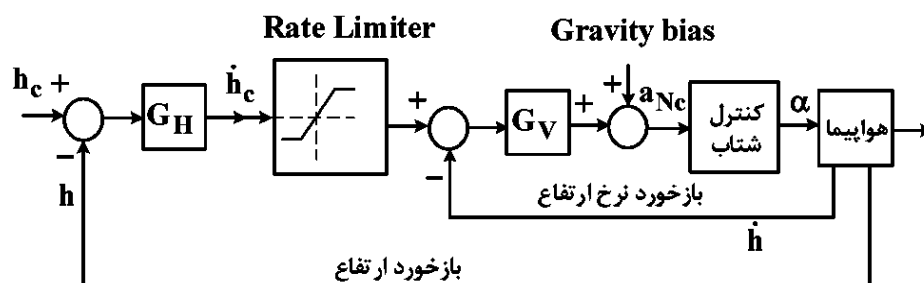 Rate Limiter
Gravity bias
h_c +
−
h
G_H
ḣ_c
+
−
G_V
+
+
a_Nc
کنترل
شتاب
α
هواپیما
بازخورد نرخ ارتفاع
ḣ
بازخورد ارتفاع